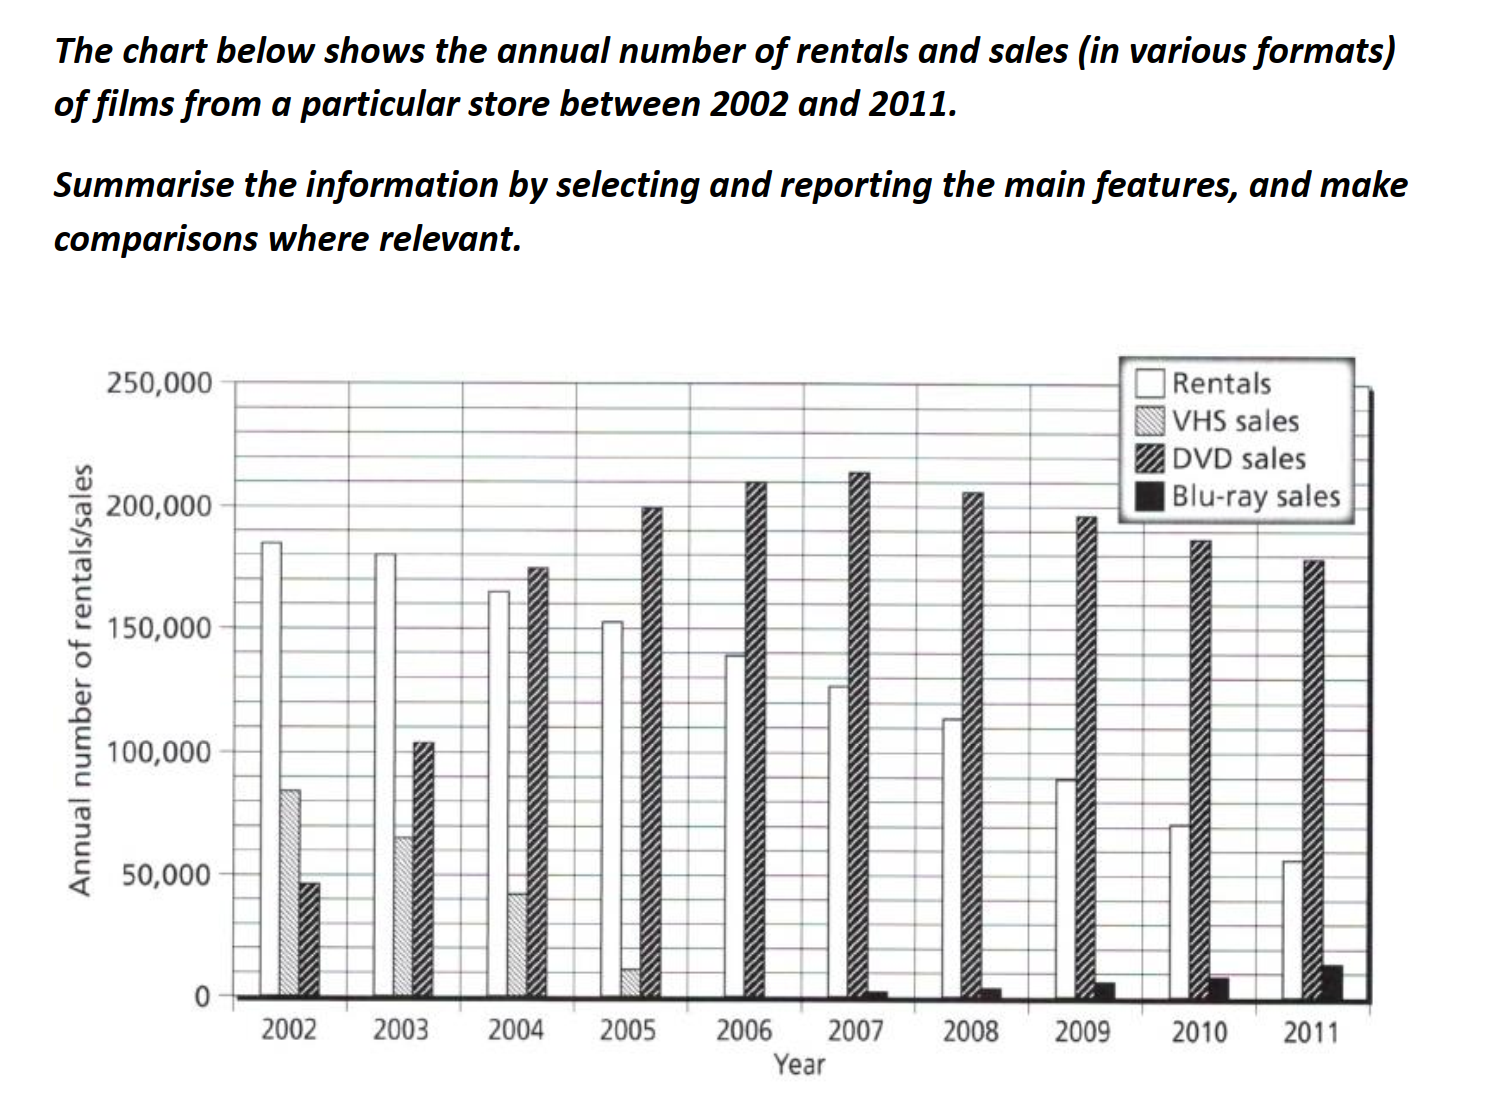 The chart below shows the annual number of rentals and sales (in various formats)
of films from a particular store between 2002 and 2011.
Summarise the information by selecting and reporting the main features, and make
comparisons where relevant.
250,000
200,000
150,000
100,000
50,000
0
Annual number of rentals/sales
Rentals
VHS sales
DVD sales
Blu-ray sales
2002 2003 2004 2005 2006 2007 2008 2009 2010 2011
Year